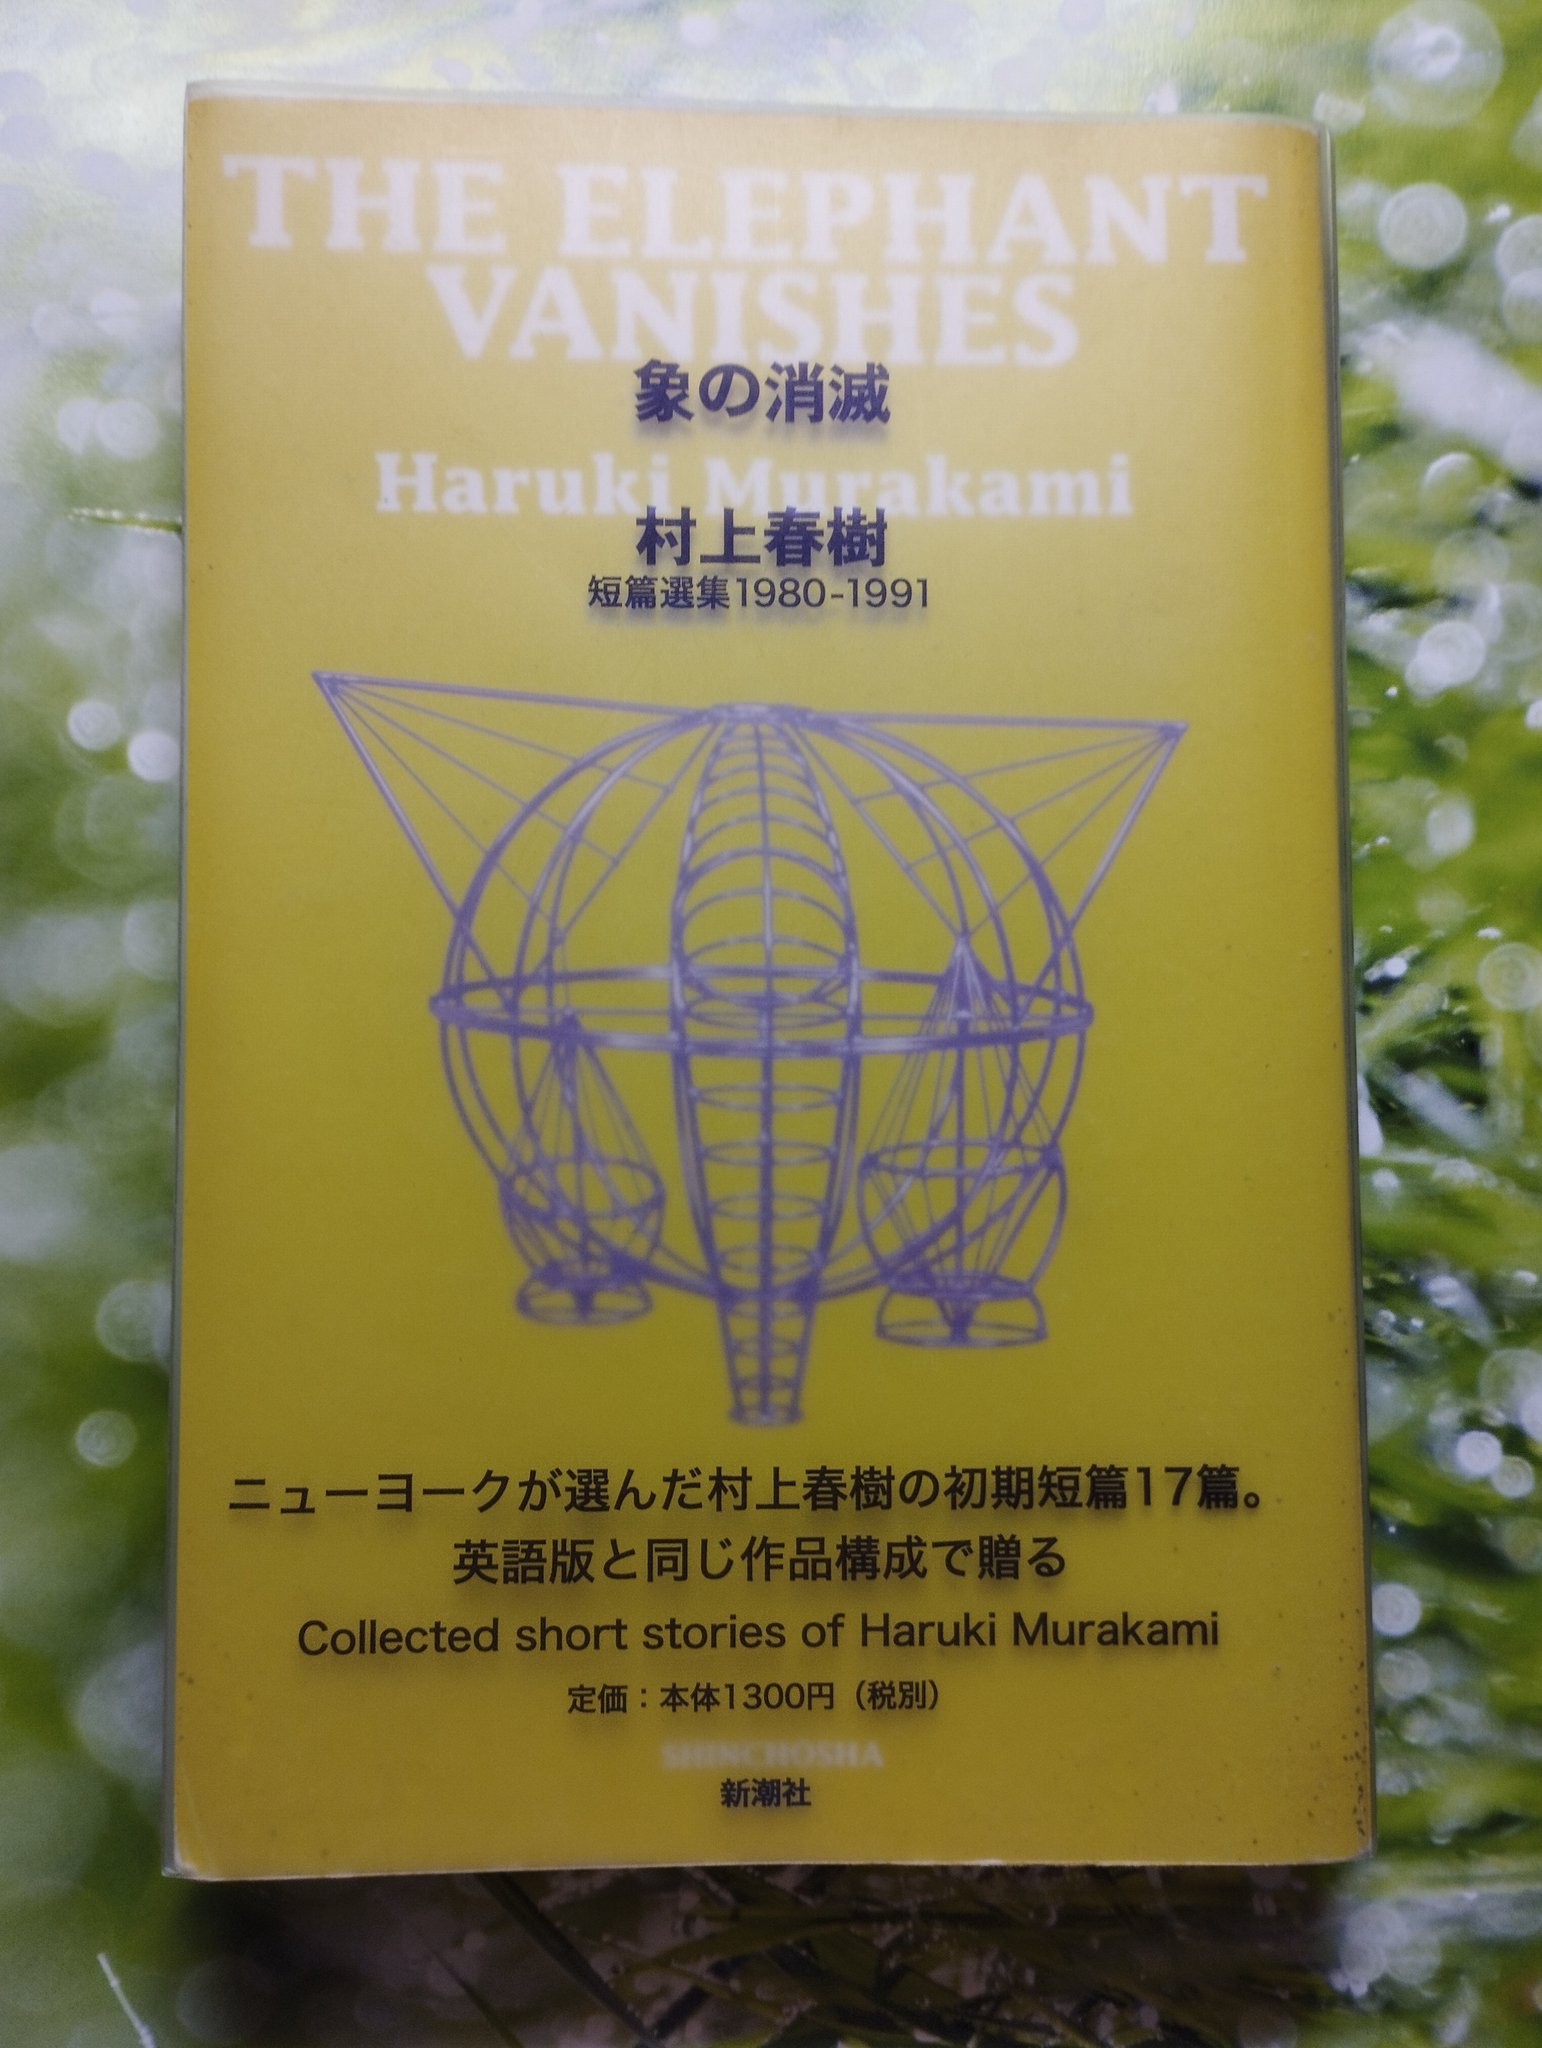 THE ELEPHANT
VANISHES
象の消滅
Haruki Murakami
村上春樹
短篇選集1980-1991
ニューヨークが選んだ村上春樹の初期短篇17篇。
英語版と同じ作品構成で贈る
Collected short stories of Haruki Murakami
定価：本体1300円（税別）
SHINCHOSHA
新潮社